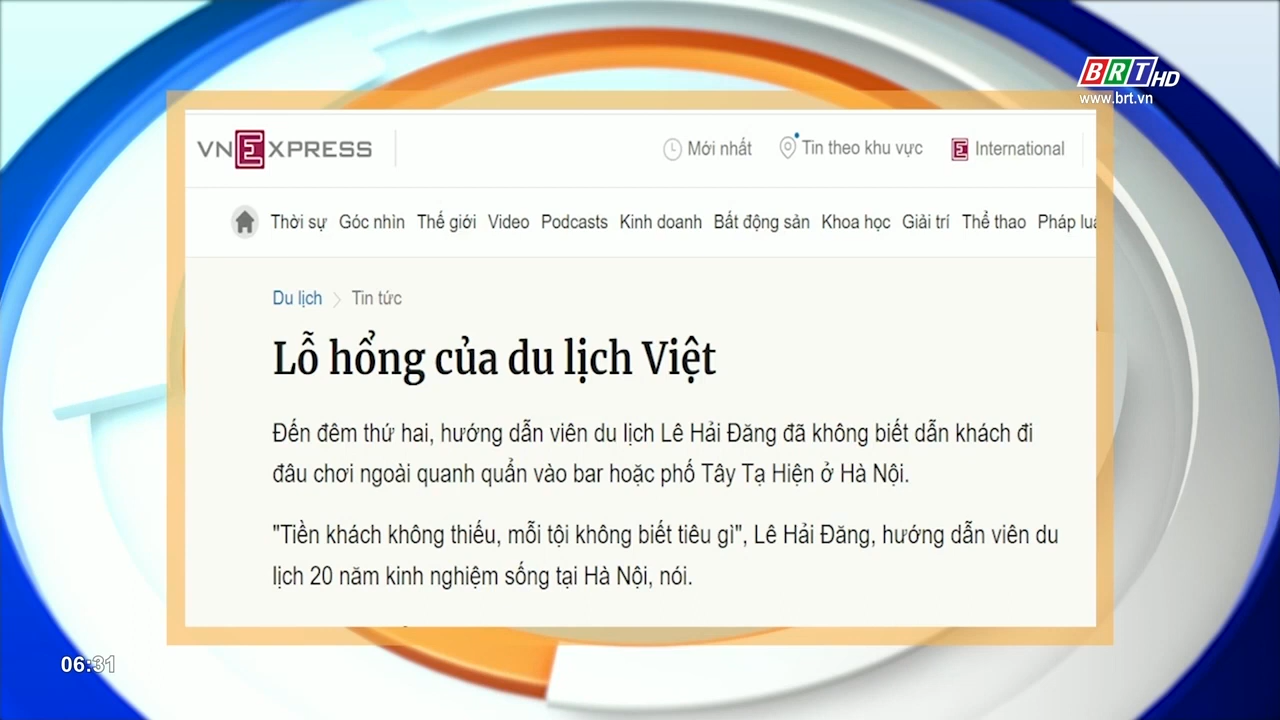 BRT HD
www.brt.vn
VNEXPRESS
Mới nhất Tin theo khu vực International
Thời sự Góc nhìn Thế giới Video Podcasts Kinh doanh Bất động sản Khoa học Giải trí Thể thao Pháp
Du lịch Tin tức
Lỗ hổng của du lịch Việt
Đến đêm thứ hai, hướng dẫn viên du lịch Lê Hải Đăng đã không biết dẫn khách đi
đâu chơi ngoài quanh quẩn vào bar hoặc phố Tây Tạ Hiện ở Hà Nội.
"Tiền khách không thiếu, mỗi tội không biết tiêu gì", Lê Hải Đăng, hướng dẫn viên du
lịch 20 năm kinh nghiệm sống tại Hà Nội, nói.
06:31